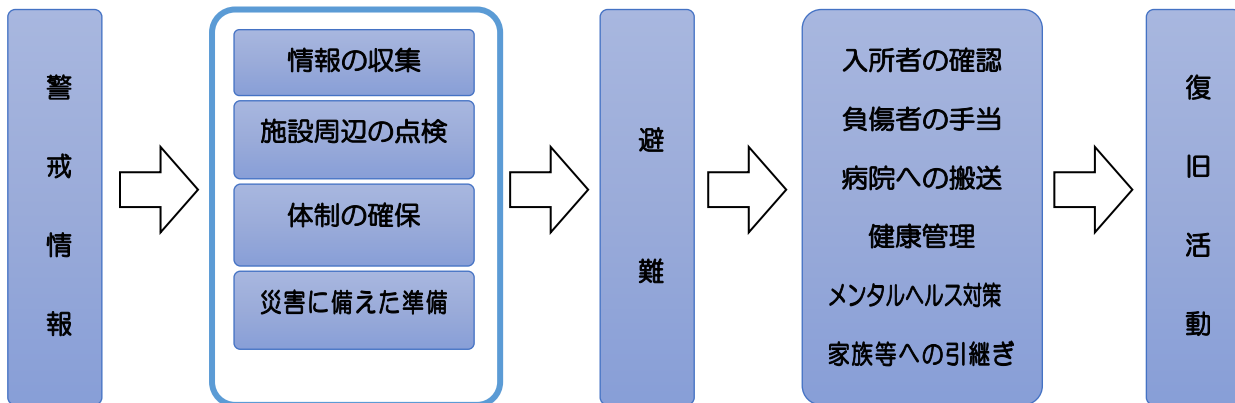 警戒情報
情報の収集
施設周辺の点検
体制の確保
災害に備えた準備
避難
入所者の確認
負傷者の手当
病院への搬送
健康管理
メンタルヘルス対策
家族等への引継ぎ
復旧活動